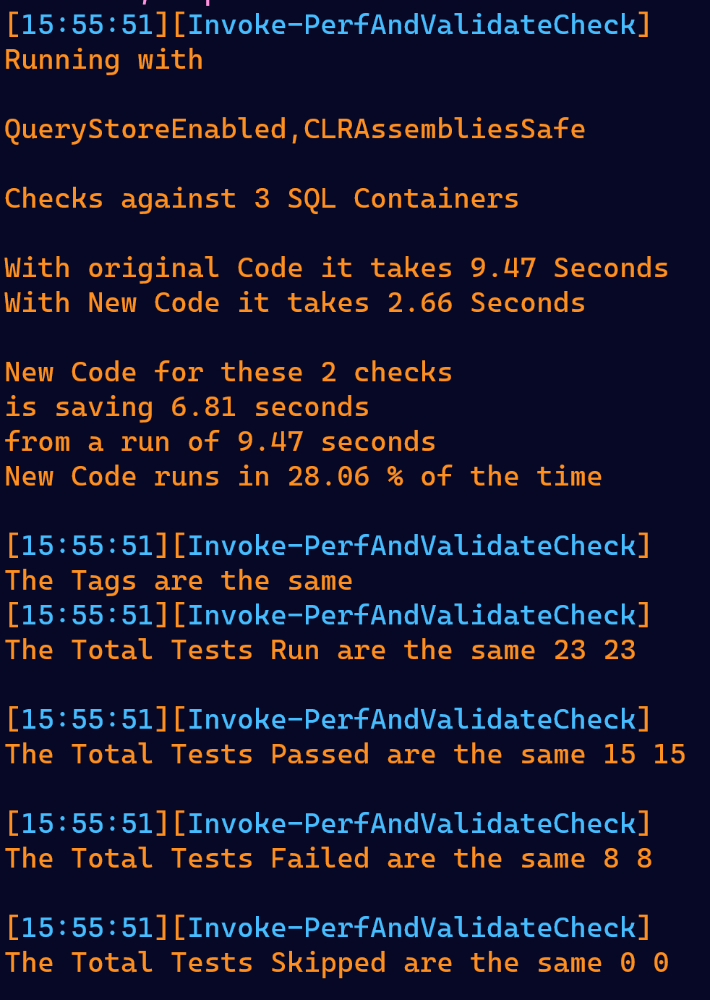 [15:55:51][Invoke-PerfAndValidateCheck]
Running with
QueryStoreEnabled,CLRAssembliesSafe
Checks against 3 SQL Containers
With original Code it takes 9.47 Seconds
With New Code it takes 2.66 Seconds
New Code for these 2 checks
is saving 6.81 seconds
from a run of 9.47 seconds
New Code runs in 28.06 % of the time
[15:55:51][Invoke-PerfAndValidateCheck]
The Tags are the same
[15:55:51][Invoke-PerfAndValidateCheck]
The Total Tests Run are the same 23 23
[15:55:51][Invoke-PerfAndValidateCheck]
The Total Tests Passed are the same 15 15
[15:55:51][Invoke-PerfAndValidateCheck]
The Total Tests Failed are the same 8 8
[15:55:51][Invoke-PerfAndValidateCheck]
The Total Tests Skipped are the same 0 0